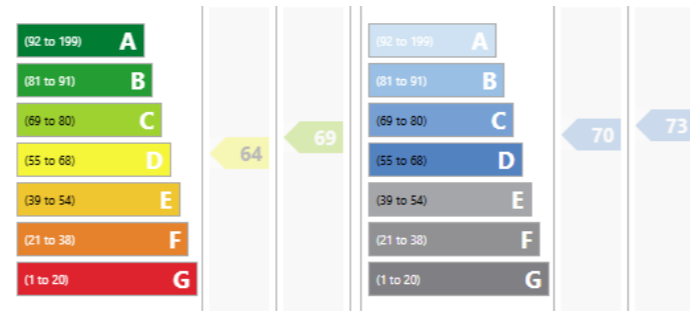 (92 to 199) A
(81 to 91) B
(69 to 80) C
(55 to 68) D
(39 to 54) E
(21 to 38) F
(1 to 20) G
64
69
(92 to 199) A
(81 to 91) B
(69 to 80) C
(55 to 68) D
(39 to 54) E
(21 to 38) F
(1 to 20) G
70
73